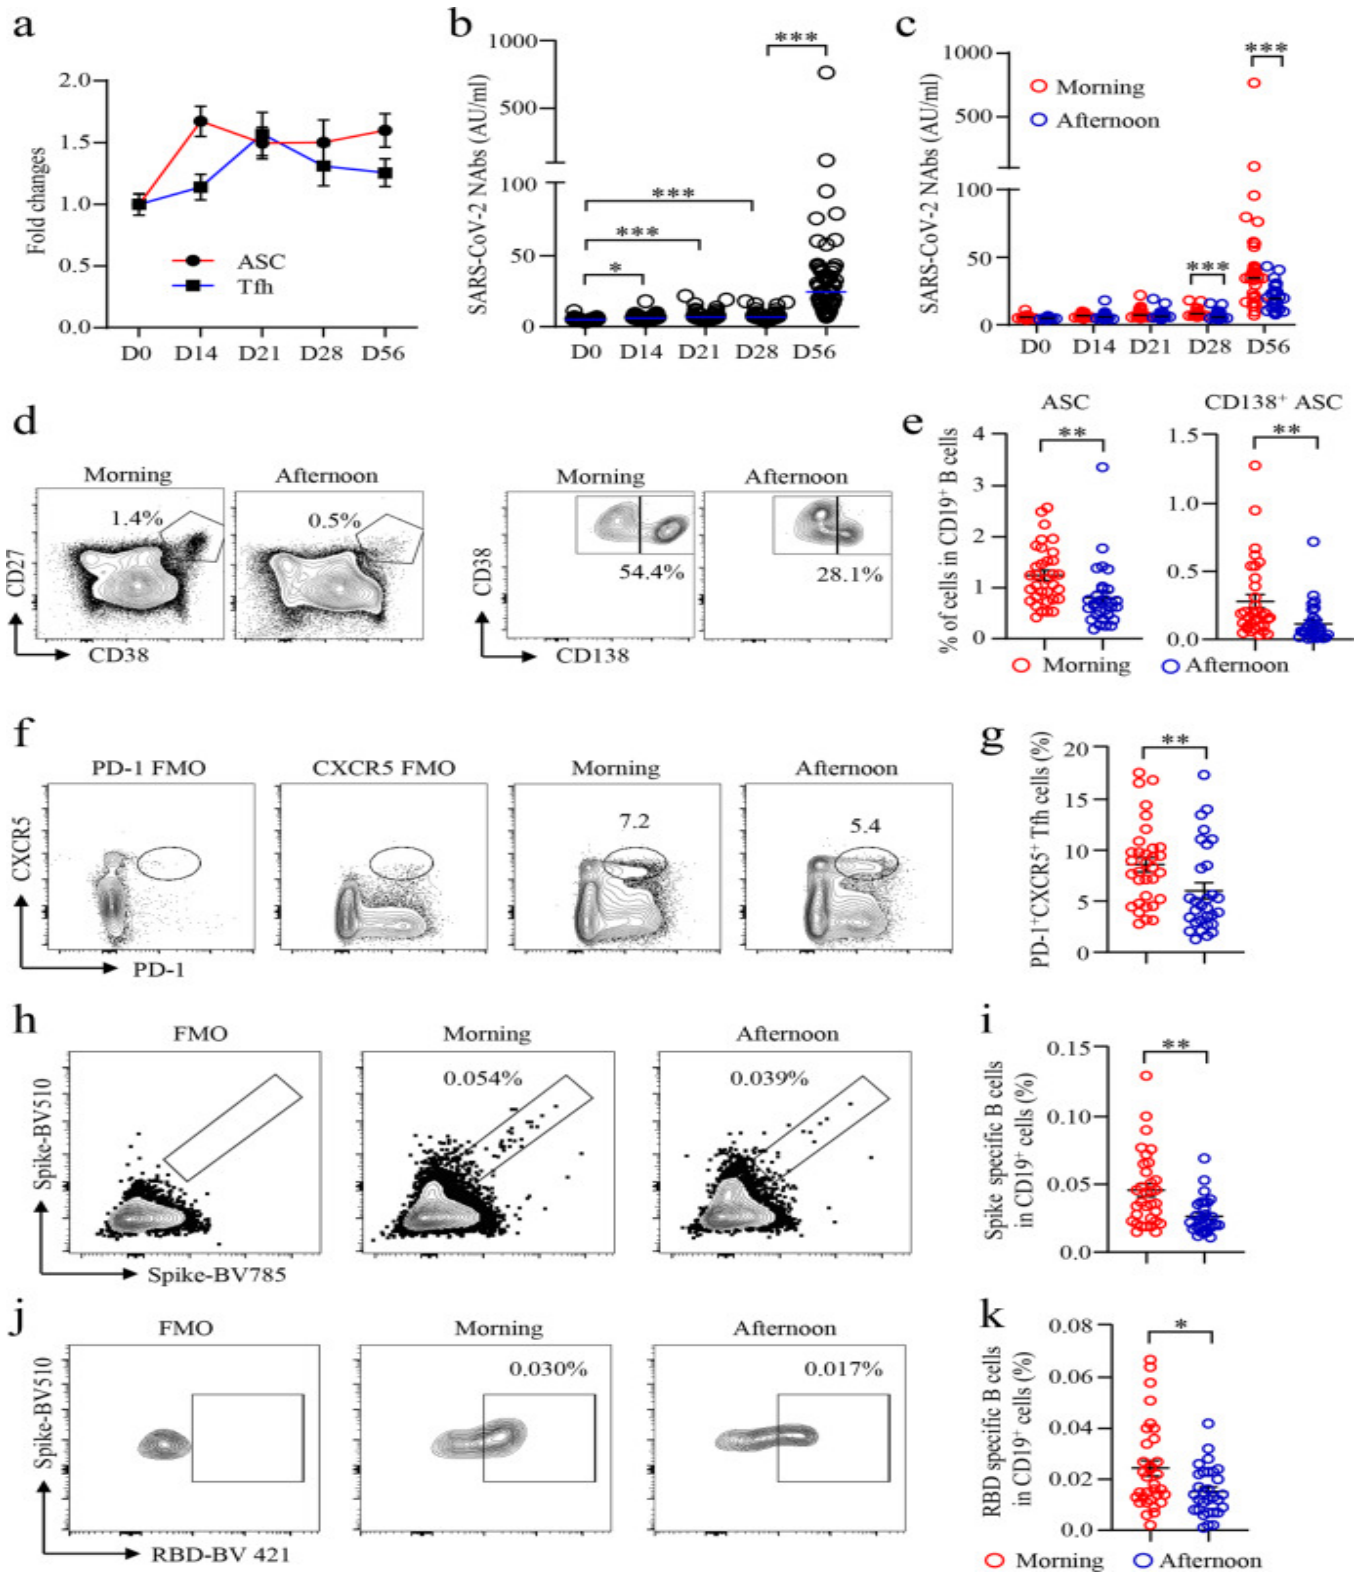 a
2.0
1.5
1.0
0.5
0.0
Fold changes
ASC
Tfh
D0 D14 D21 D28 D56
b
1000
500
100
50
0
SARS-CoV-2 NAbs (AU/ml)
***
***
***
*
D0 D14 D21 D28 D56
c
1000
500
100
50
0
SARS-CoV-2 NAbs (AU/ml)
Morning
Afternoon
***
***
D0 D14 D21 D28 D56
d
Morning Afternoon
1.4% 0.5%
CD27
CD38
Morning Afternoon
54.4% 28.1%
CD38
CD138
e
ASC CD138⁺ ASC
** **
4
3
2
1
0
1.5
1.0
0.5
0.0
% of cells in CD19⁺ B cells
Morning Afternoon
f
PD-1 FMO CXCR5 FMO Morning Afternoon
7.2 5.4
CXCR5
PD-1
g
20
15
10
5
0
PD-1⁺CXCR5⁺ Tfh cells (%)
**
h
FMO Morning Afternoon
0.054% 0.039%
Spike-BV510
Spike-BV785
i
0.15
0.10
0.05
0.0
Spike specific B cells
in CD19⁺ cells (%)
**
j
FMO Morning Afternoon
0.030% 0.017%
Spike-BV510
RBD-BV 421
k
0.08
0.06
0.04
0.02
0.0
RBD specific B cells
in CD19⁺ cells (%)
*
Morning Afternoon